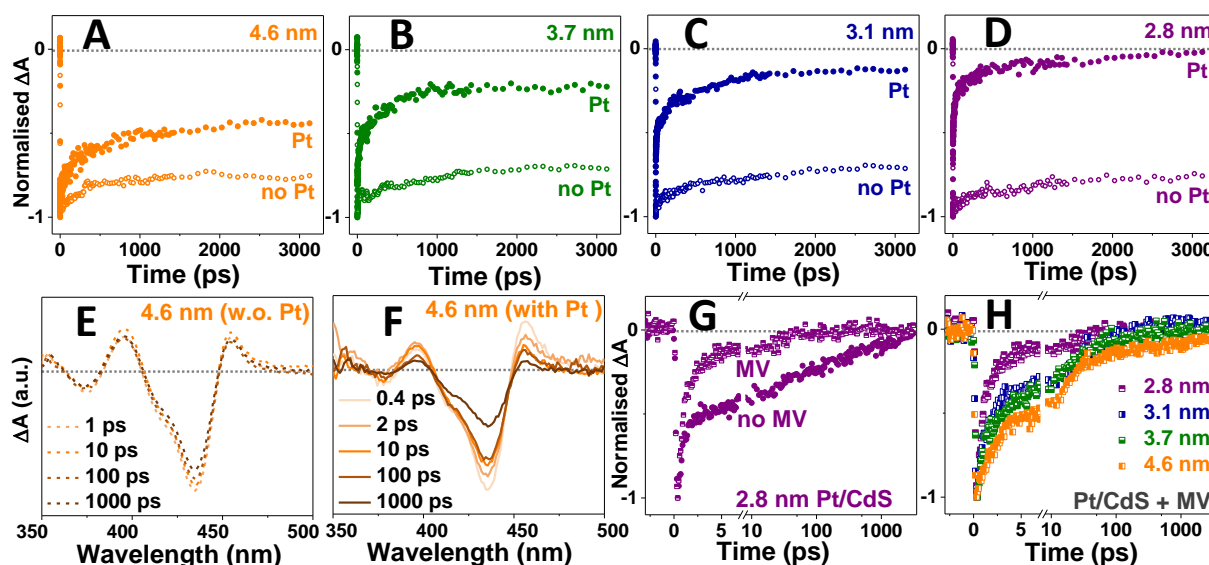 A
4.6 nm
Normalised ΔA
0
-1
Pt
no Pt
0 1000 2000 3000
Time (ps)
B
3.7 nm
0
-1
Pt
no Pt
0 1000 2000 3000
Time (ps)
C
3.1 nm
0
-1
Pt
no Pt
0 1000 2000 3000
Time (ps)
D
2.8 nm
0
-1
Pt
no Pt
0 1000 2000 3000
Time (ps)
E
4.6 nm (w.o. Pt)
ΔA (a.u.)
1 ps
10 ps
100 ps
1000 ps
350 400 450 500
Wavelength (nm)
F
4.6 nm (with Pt )
0.4 ps
2 ps
10 ps
100 ps
1000 ps
350 400 450 500
Wavelength (nm)
G
Normalised ΔA
0
-1
MV
no MV
2.8 nm Pt/CdS
0 5 10 100 1000
Time (ps)
H
0
-1
2.8 nm
3.1 nm
3.7 nm
4.6 nm
Pt/CdS + MV
0 5 10 100 1000
Time (ps)